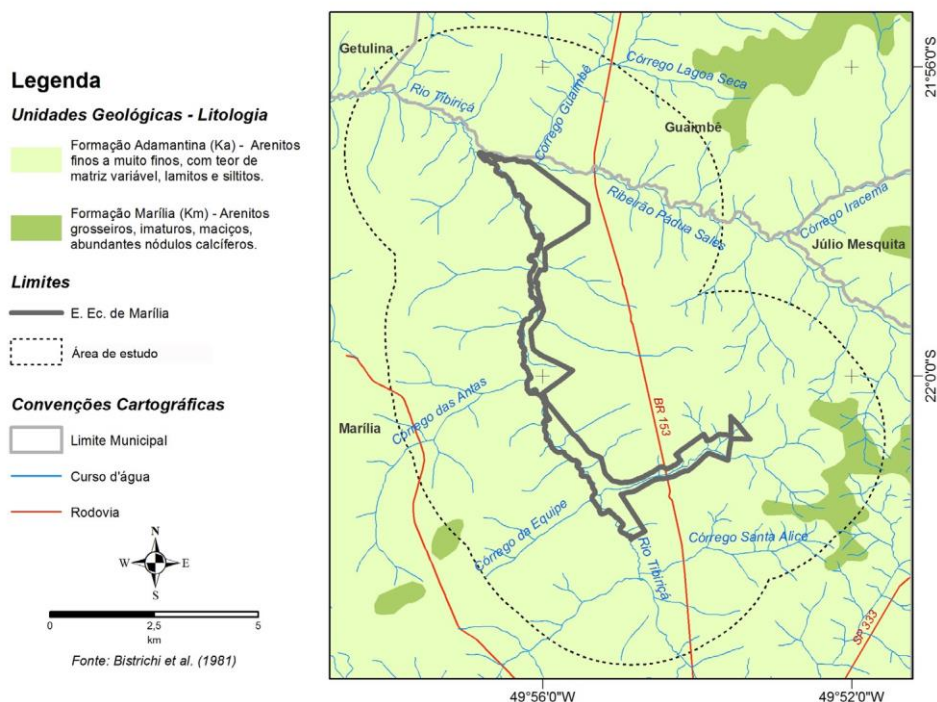 Legenda
Unidades Geológicas - Litologia
Formação Adamantina (Ka) - Arenitos
finos a muito finos, com teor de
matriz variável, lamitos e siltitos.
Formação Marília (Km) - Arenitos
grosseiros, imaturos, maciços,
abundantes nódulos calcíferos.
Limites
E. Ec. de Marília
Área de estudo
Convenções Cartográficas
Limite Municipal
Curso d'água
Rodovia
N
W
E
S
0
2,5
5
km
Fonte: Bistrichi et al. (1981)
Getulina
Rio Tibiriçá
Córrego Guaimbê
Córrego Lagoa Seca
Guaimbê
Ribeirão Pádua Sales
Córrego Iracema
Júlio Mesquita
Córrego das Antas
Marília
BR 153
Córrego da Equipe
Rio Tibiriçá
Córrego Santa Alice
SP 333
21°56'0"S
22°0'0"S
49°56'0"W
49°52'0"W